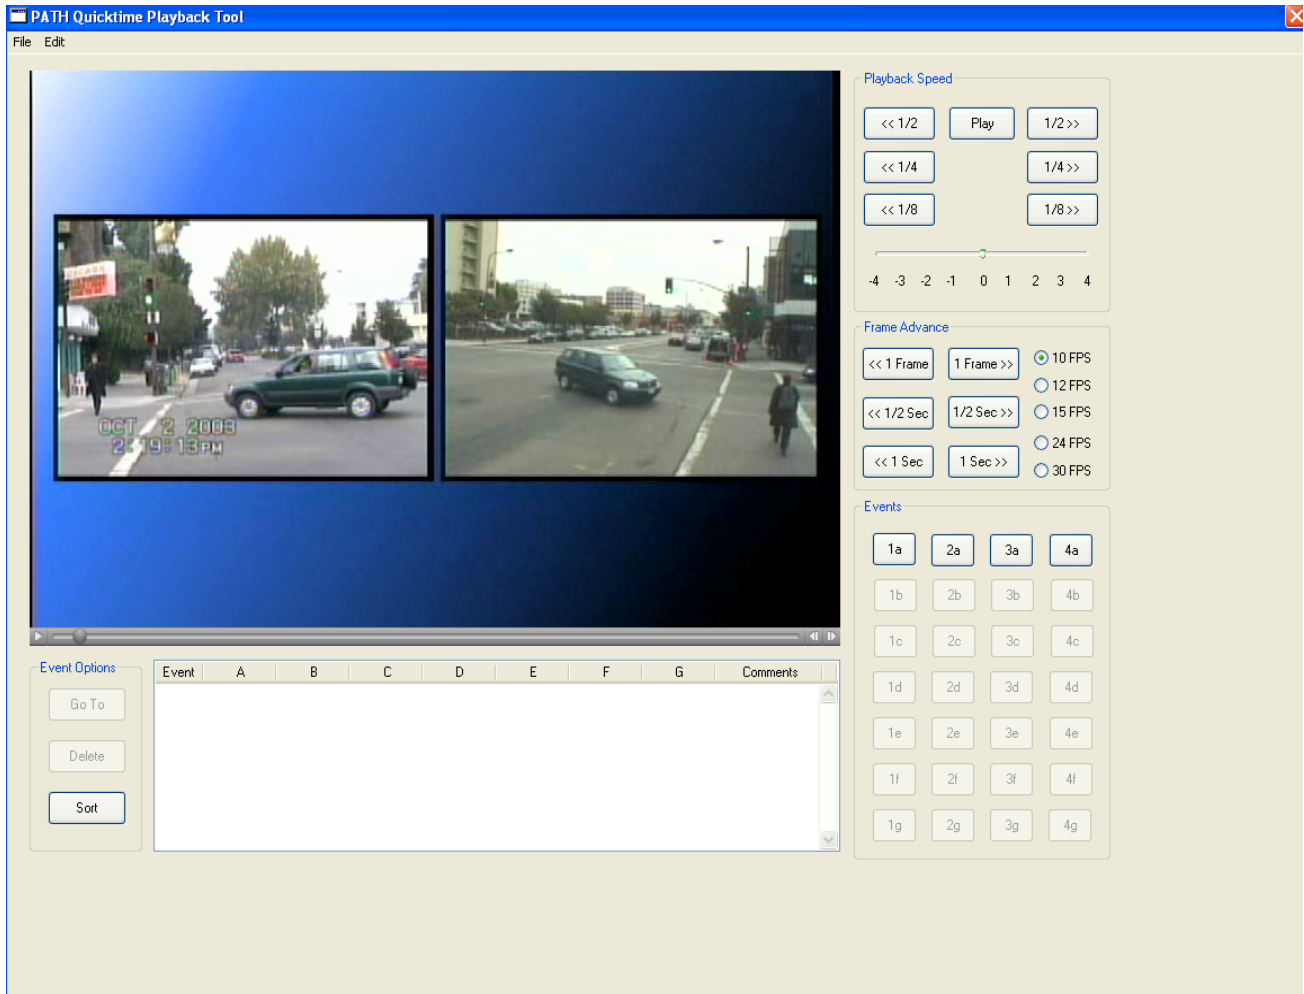 PATH Quicktime Playback Tool
File Edit
Playback Speed
<< 1/2 Play 1/2 >>
<< 1/4 1/4 >>
<< 1/8 1/8 >>
-4 -3 -2 -1 0 1 2 3 4
Frame Advance
<< 1 Frame 1 Frame >> 10 FPS
12 FPS
<< 1/2 Sec 1/2 Sec >> 15 FPS
24 FPS
<< 1 Sec 1 Sec >> 30 FPS
OCT 2 2003
2:19:13PM
Events
1a 2a 3a 4a
1b 2b 3b 4b
1c 2c 3c 4c
1d 2d 3d 4d
1e 2e 3e 4e
1f 2f 3f 4f
1g 2g 3g 4g
Event Options
Go To
Delete
Sort
Event A B C D E F G Comments